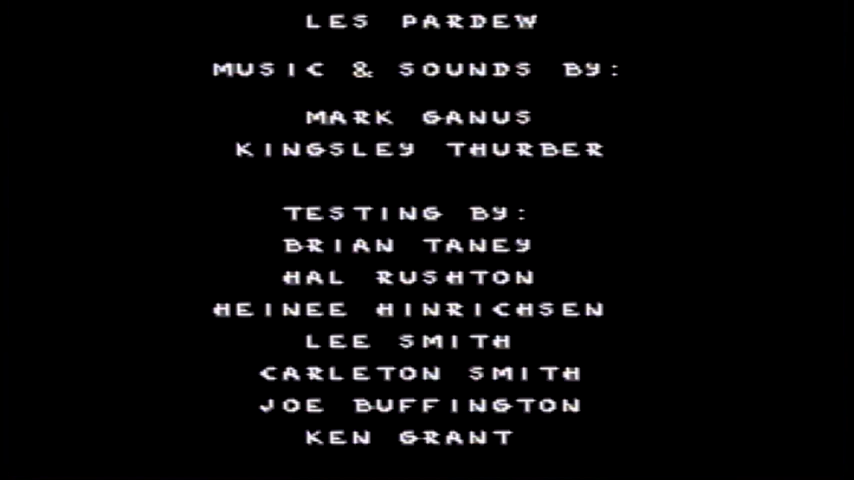 LES PARDEW
MUSIC & SOUNDS BY:
MARK GANUS
KINGSLEY THURBER
TESTING BY:
BRIAN TANEY
HAL RUSHTON
HEINEE HINRICHSEN
LEE SMITH
CARLETON SMITH
JOE BUFFINGTON
KEN GRANT